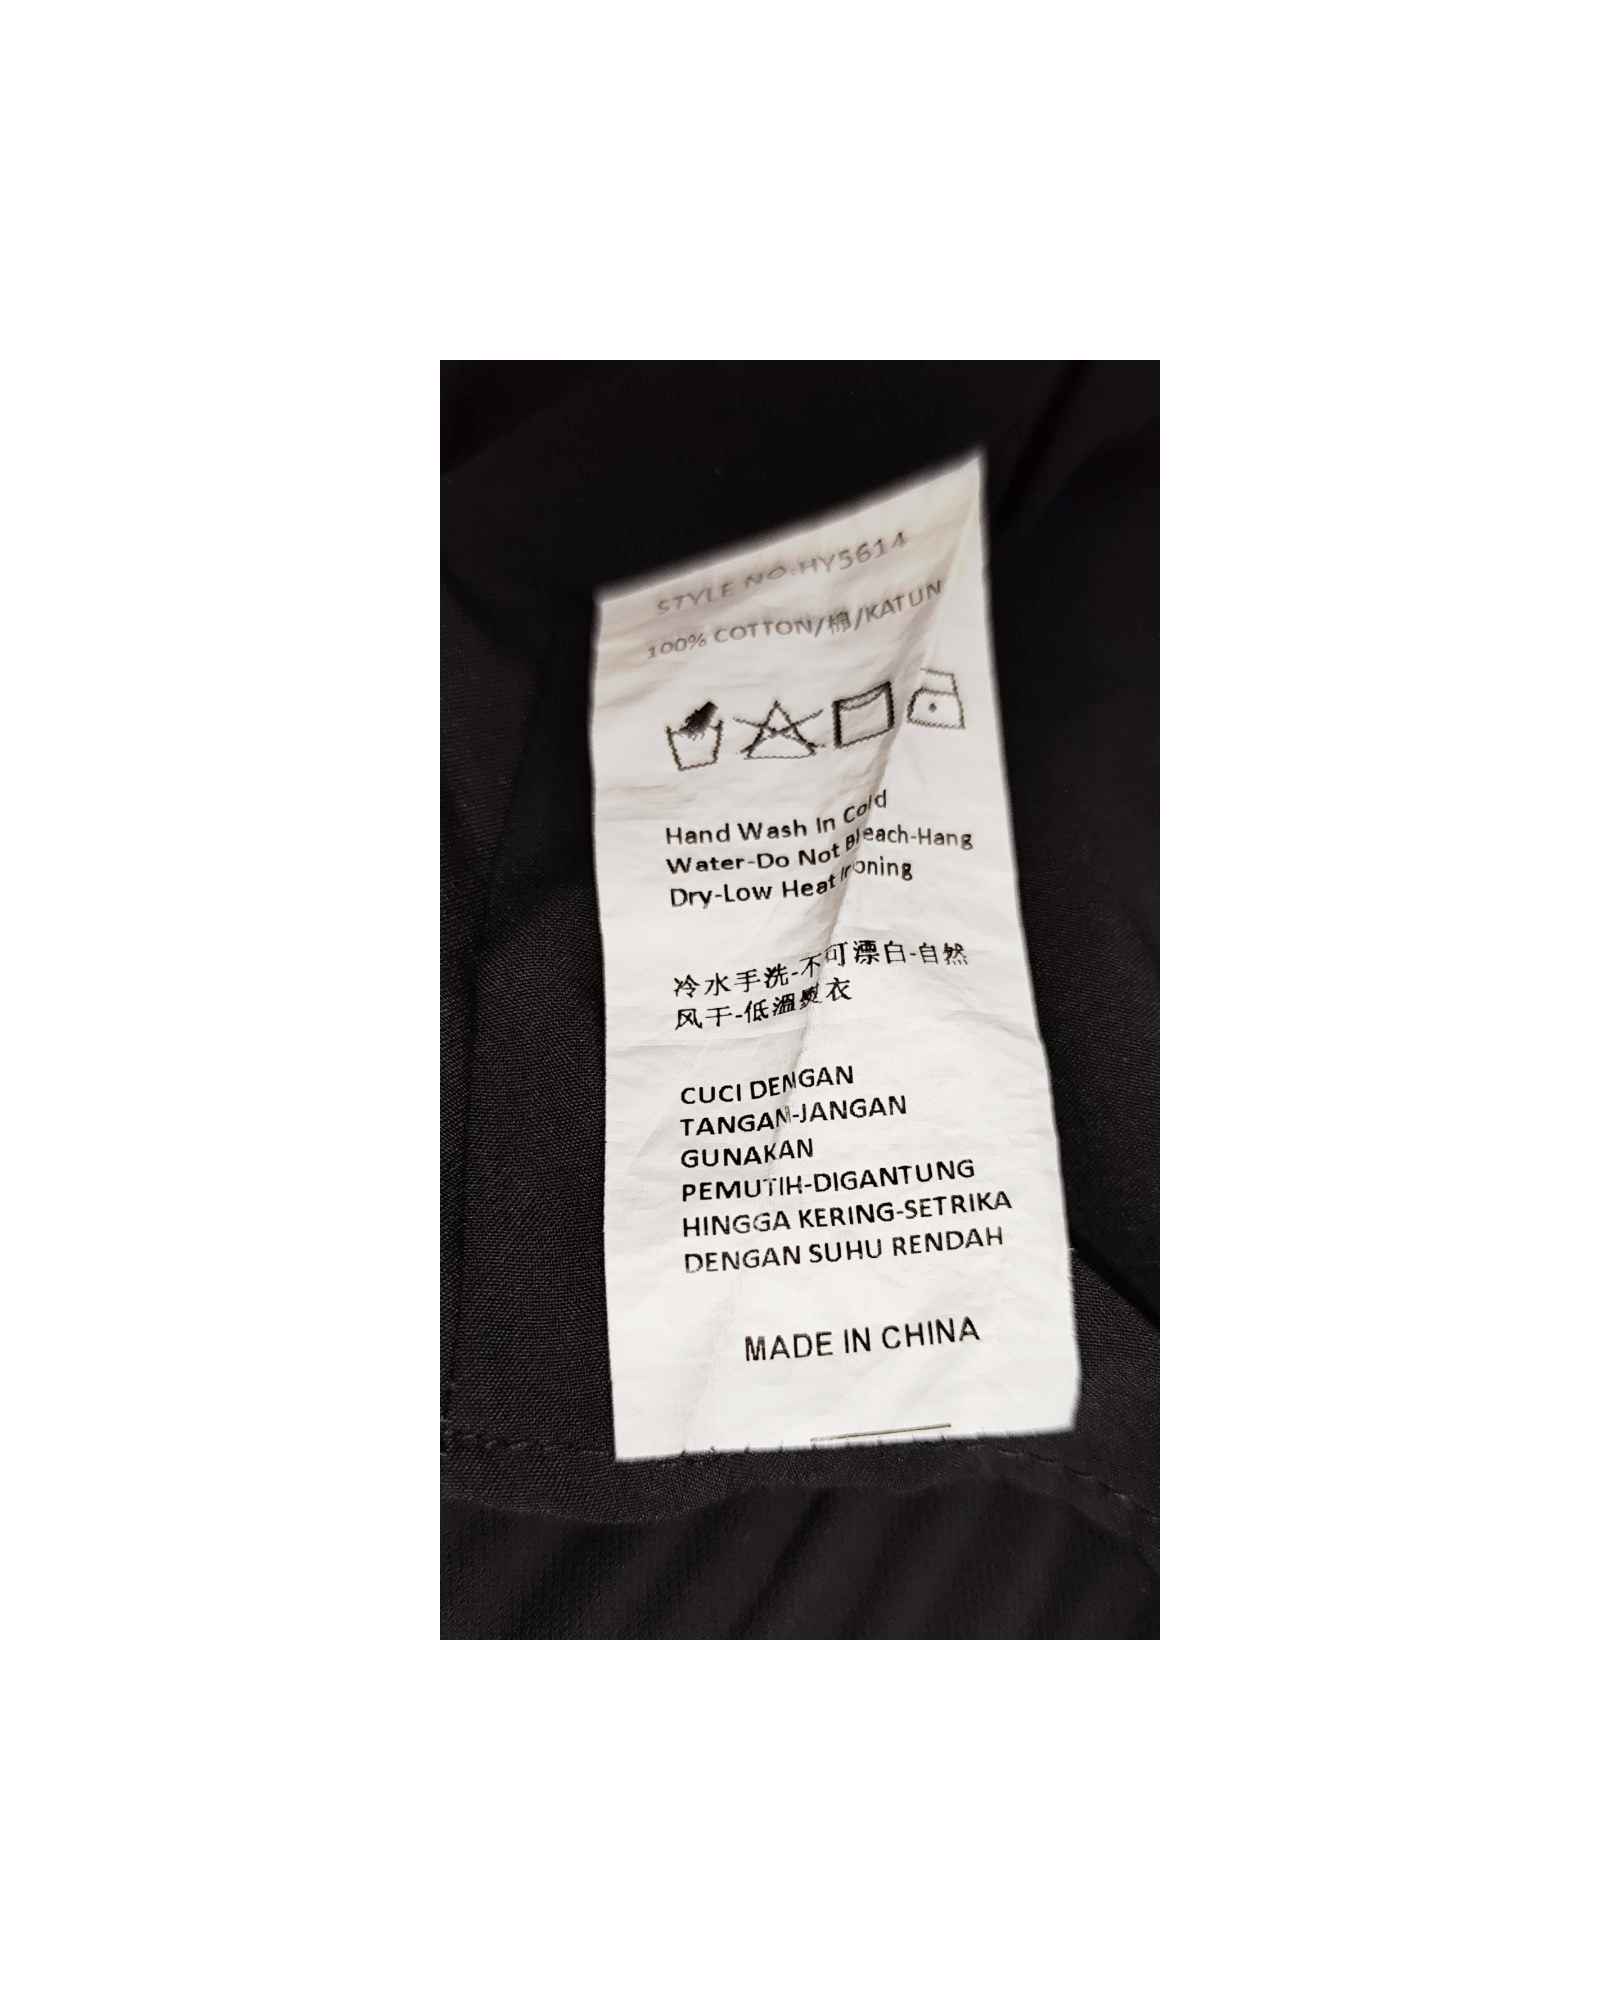 STYLE NO.HY5614
100% COTTON/棉/KATUN
Hand Wash In Cold
Water-Do Not Bleach-Hang
Dry-Low Heat Ironing
冷水手洗-不可漂白-自然
风干-低溫熨衣
CUCI DENGAN
TANGAN-JANGAN
GUNAKAN
PEMUTIH-DIGANTUNG
HINGGA KERING-SETRIKA
DENGAN SUHU RENDAH
MADE IN CHINA